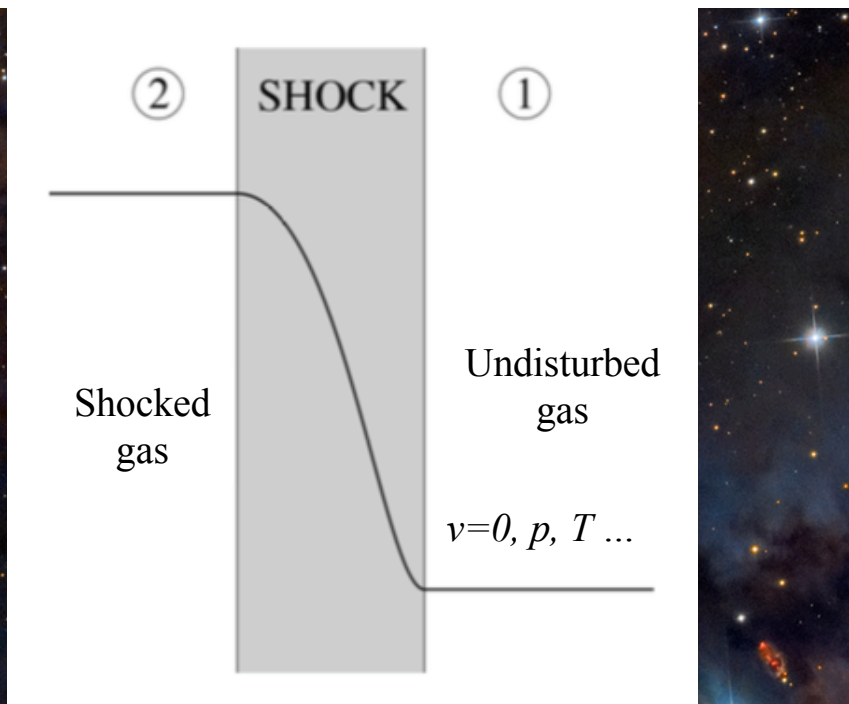 ② SHOCK ①
Undisturbed
gas
Shocked
gas
v=0, p, T ...